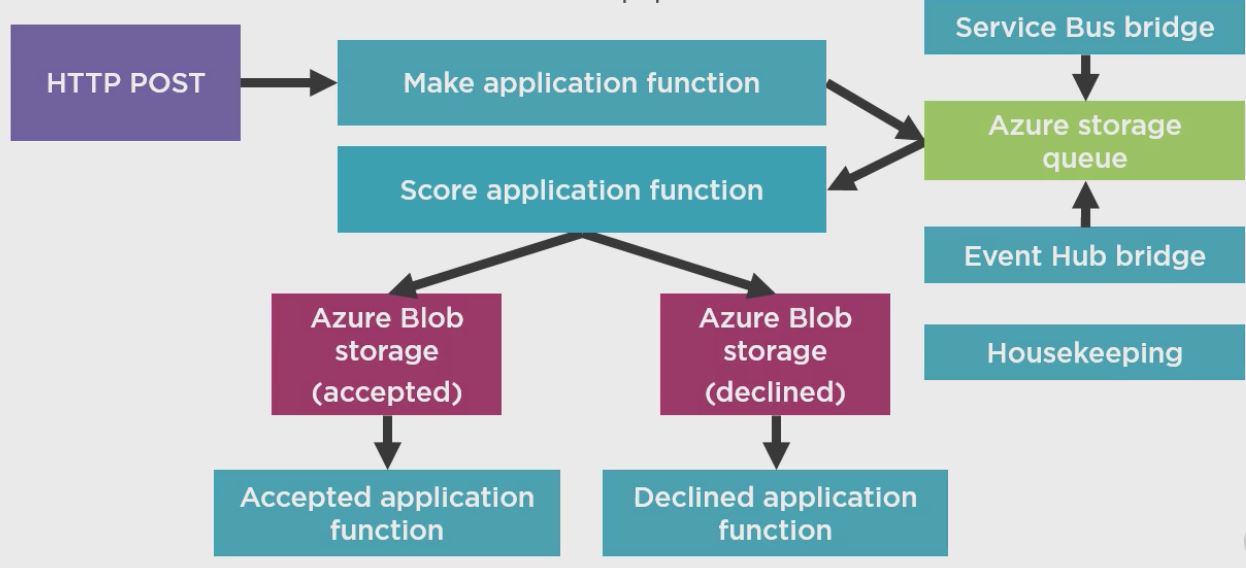 HTTP POST
Make application function
Service Bus bridge
Azure storage
queue
Score application function
Event Hub bridge
Azure Blob
storage
(accepted)
Azure Blob
storage
(declined)
Housekeeping
Accepted application
function
Declined application
function